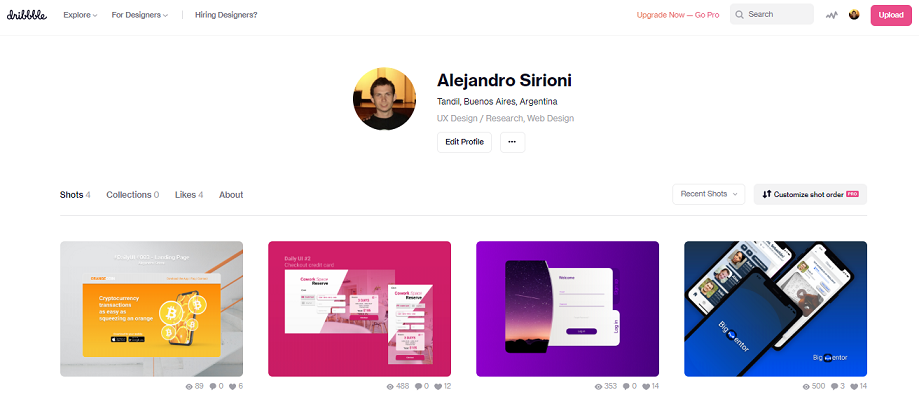 dribbble
Explore
For Designers
Hiring Designers?
Upgrade Now — Go Pro
Search
Upload
Alejandro Sirioni
Tandil, Buenos Aires, Argentina
UX Design / Research, Web Design
Edit Profile
Shots 4
Collections 0
Likes 4
About
Recent Shots
Customize shot order PRO
Cryptocurrency
transactions
as easy as
squeezing an orange
89 0 6
Daily UI #2
Checkout credit card
Cowork Space
Reserve
Cowork Space
Reserve
488 0 12
Welcome
Log in
353 0 14
Big
entor
Big
entor
500 3 14